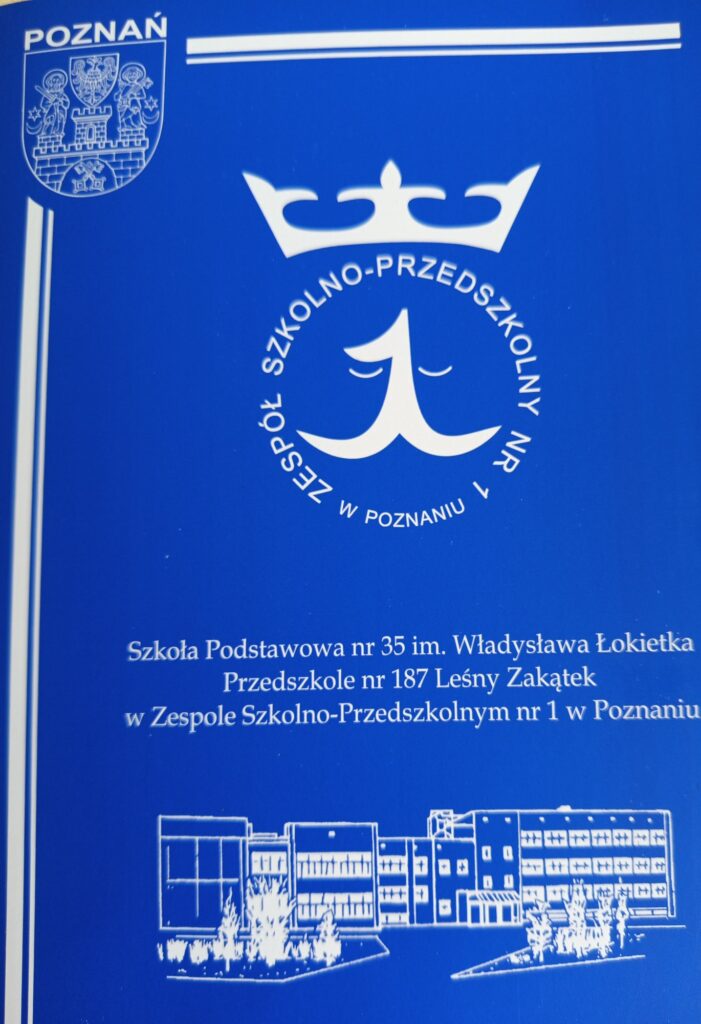 POZNAŃ
ZESPÓŁ SZKOLNO-PRZEDSZKOLNY NR 1
W POZNANIU
1
Szkoła Podstawowa nr 35 im. Władysława Łokietka
Przedszkole nr 187 Leśny Zakątek
w Zespole Szkolno-Przedszkolnym nr 1 w Poznaniu